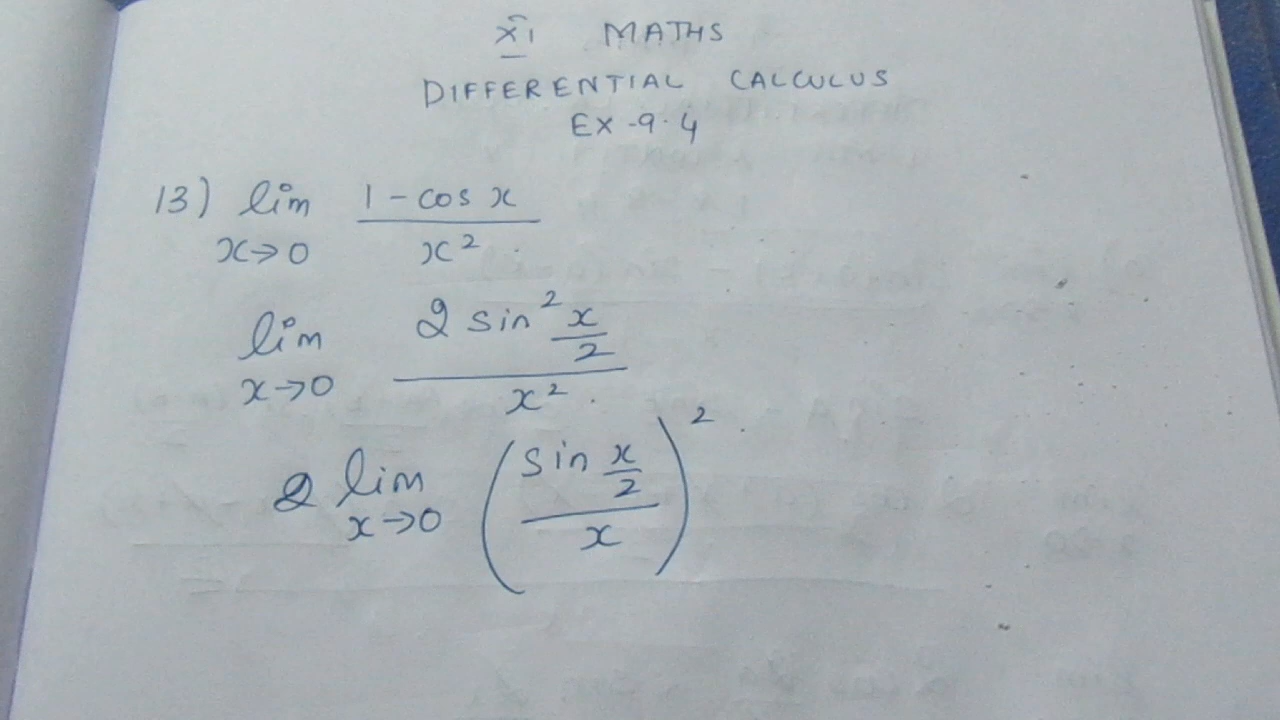 XI MATHS
DIFFERENTIAL CALCULUS
EX-9.4
13) lim x→0 (1 - cos x) / x²
lim x→0 (2 sin² x/2) / x²
2 lim x→0 ((sin x/2) / x)²